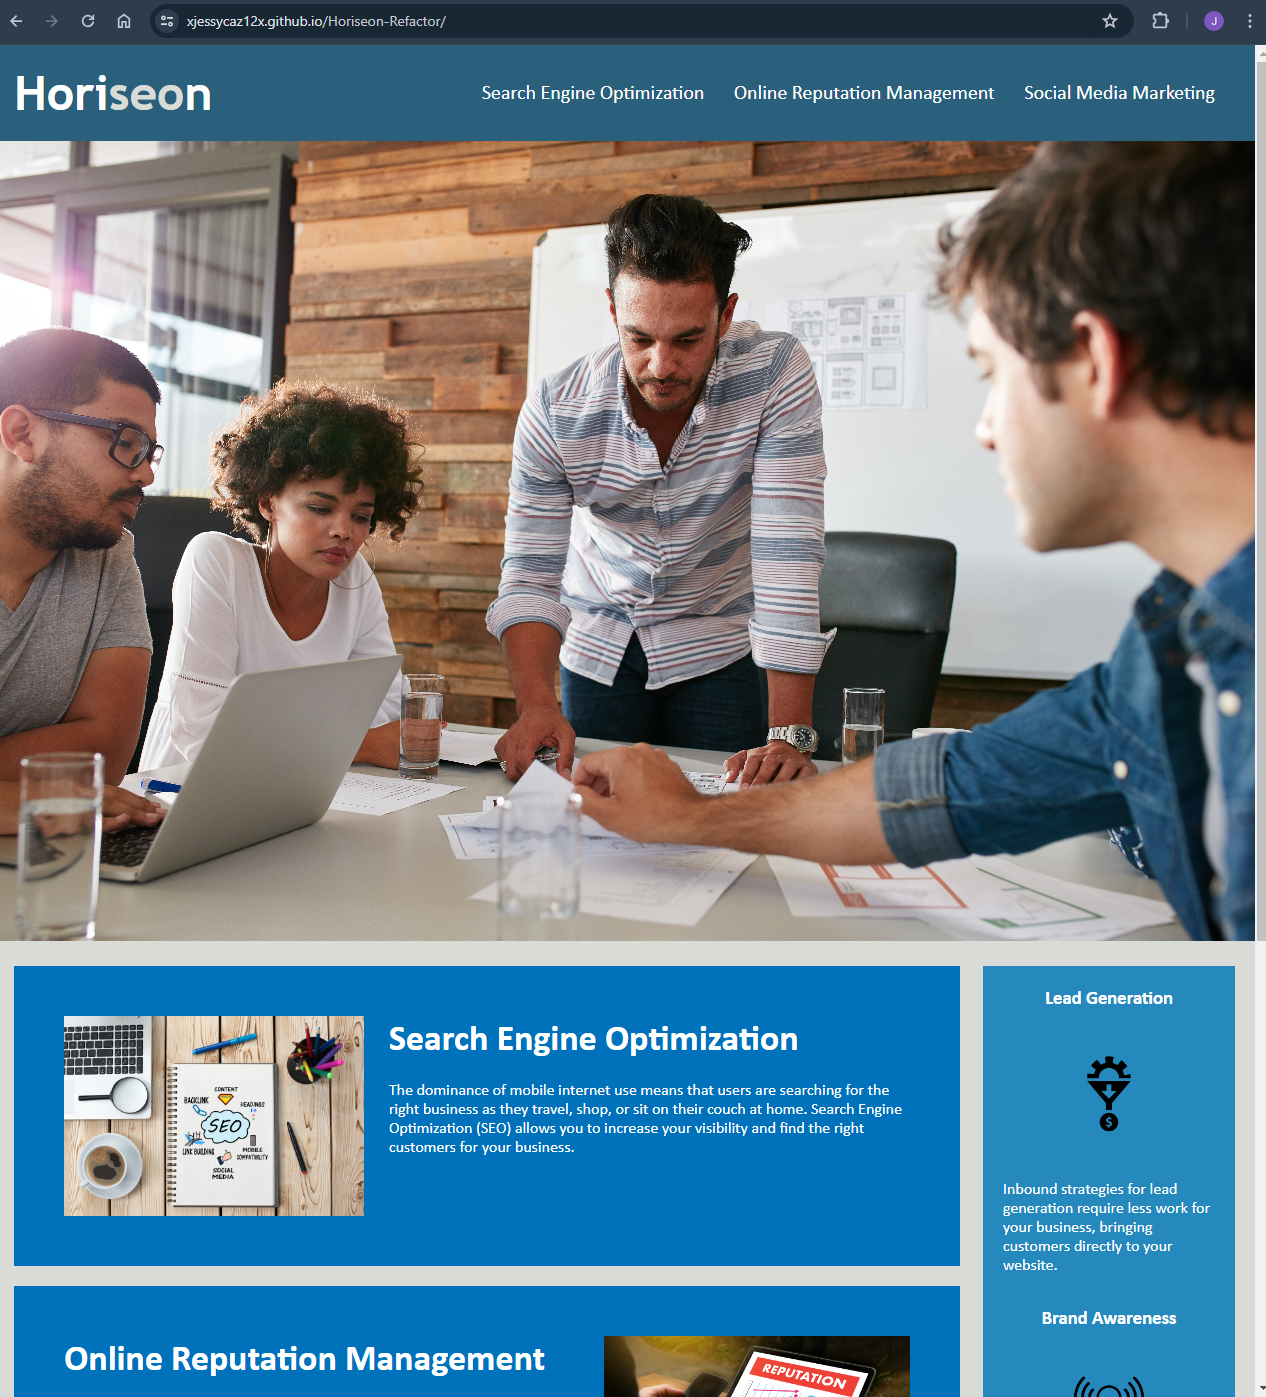 xjessycaz12x.github.io/Horiseon-Refactor/
J
Horiseon
Search Engine Optimization
Online Reputation Management
Social Media Marketing
CONTENT
BACKLINK
HEADINGS
SEO
LINK BUILDING
MOBILE
COMPATIBILITY
SOCIAL
MEDIA
Search Engine Optimization
The dominance of mobile internet use means that users are searching for the
right business as they travel, shop, or sit on their couch at home. Search Engine
Optimization (SEO) allows you to increase your visibility and find the right
customers for your business.
Online Reputation Management
REPUTATION
Lead Generation
$
Inbound strategies for lead
generation require less work for
your business, bringing
customers directly to your
website.
Brand Awareness